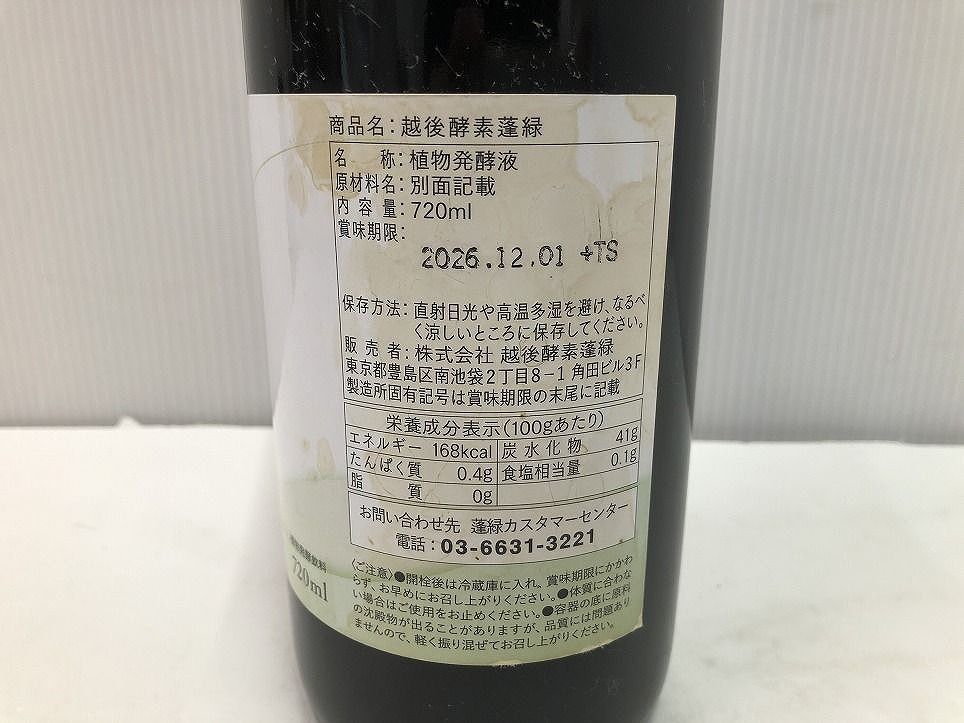 商品名：越後酵素蓬緑
名　称：植物発酵液
原材料名：別面記載
内容量：720ml
賞味期限：
2026.12.01 +TS
保存方法：直射日光や高温多湿を避け、なるべ
く涼しいところに保存してください。
販売者：株式会社 越後酵素蓬緑
東京都豊島区南池袋2丁目8-1 角田ビル3F
製造所固有記号は賞味期限の末尾に記載
栄養成分表示（100gあたり）
エネルギー 168kcal 炭水化物 41g
たんぱく質 0.4g 食塩相当量 0.1g
脂　質 0g
お問い合わせ先 蓬緑カスタマーセンター
電話：03-6631-3221
〈ご注意〉●開栓後は冷蔵庫に入れ、賞味期限にかかわ
らず、お早めにお召し上がりください。●体質に合わな
い場合はご使用をお止めください。●容器の底に原料
の沈殿物が出ることがありますが、品質には問題あり
ませんので、軽く振り混ぜてお召し上がりください。
720ml